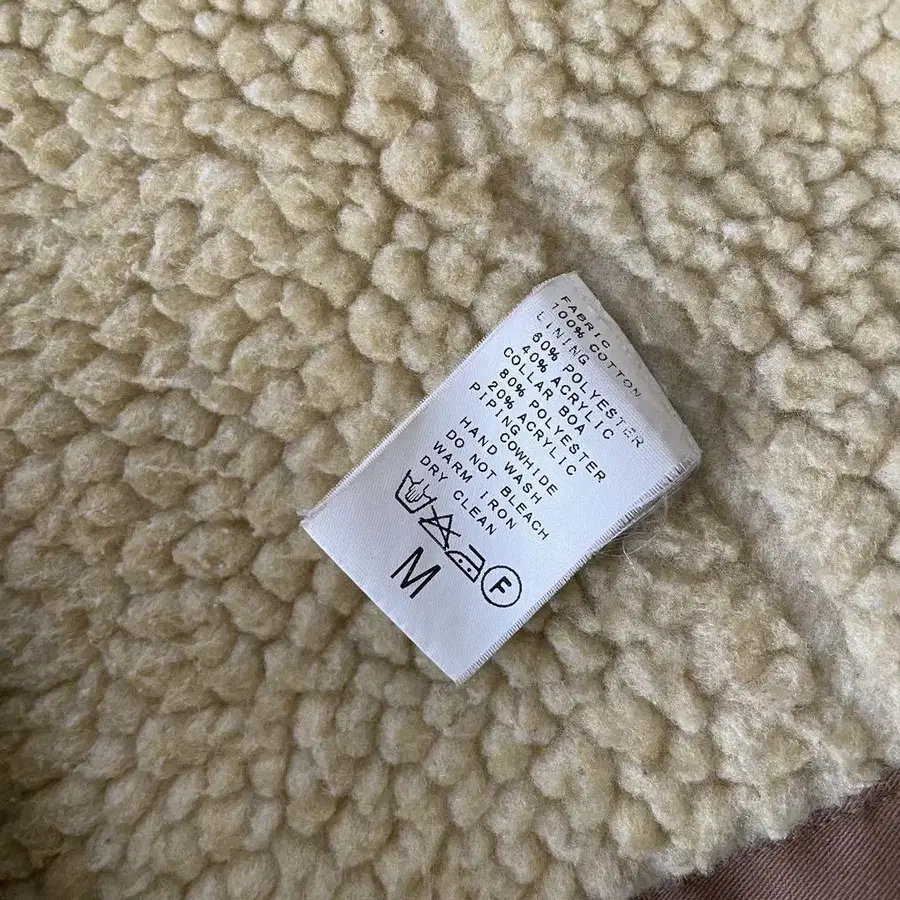 FABRIC
100% COTTON
LINING
60% POLYESTER
40% ACRYLIC
COLLAR BOA
80% POLYESTER
20% ACRYLIC
PIPING
COWHIDE
HAND WASH
DO NOT BLEACH
WARM IRON
DRY CLEAN
F
M